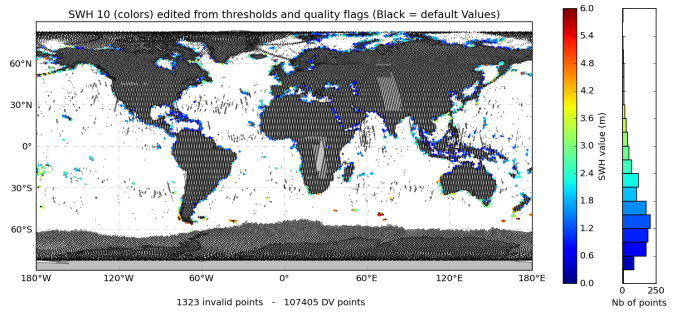 SWH 10 (colors) edited from thresholds and quality flags (Black = default Values)
60°N
30°N
0°
30°S
60°S
180°W 120°W 60°W 0° 60°E 120°E 180°E
1323 invalid points - 107405 DV points
6.0
5.4
4.8
4.2
3.6
3.0
2.4
1.8
1.2
0.6
0.0
SWH value (m)
0 250
Nb of points